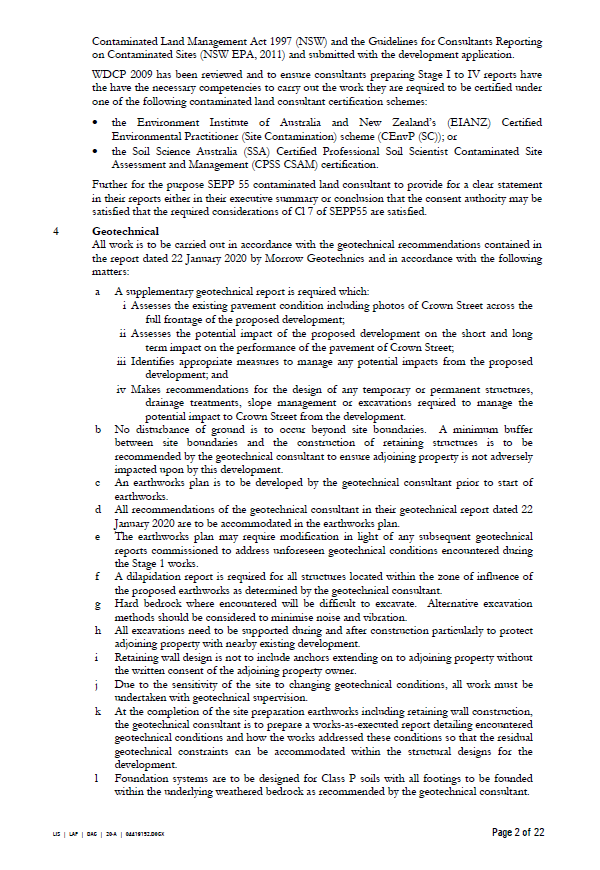 Contaminated Land Management Act 1997 (NSW) and the Guidelines for Consultants Reporting
on Contaminated Sites (NSW EPA, 2011) and submitted with the development application.
WDCP 2009 has been reviewed and to ensure consultants preparing Stage I to IV reports have
the have the necessary competencies to carry out the work they are required to be certified under
one of the following contaminated land consultant certification schemes:
• the Environment Institute of Australia and New Zealand's (EIANZ) Certified
Environmental Practitioner (Site Contamination) scheme (CEnvP (SC)); or
• the Soil Science Australia (SSA) Certified Professional Soil Scientist Contaminated Site
Assessment and Management (CPSS CSAM) certification.
Further for the purpose SEPP 55 contaminated land consultant to provide for a clear statement
in their reports either in their executive summary or conclusion that the consent authority may be
satisfied that the required considerations of Cl 7 of SEPP55 are satisfied.
4 Geotechnical
All work is to be carried out in accordance with the geotechnical recommendations contained in
the report dated 22 January 2020 by Morrow Geotechnics and in accordance with the following
matters:
a A supplementary geotechnical report is required which:
i Assesses the existing pavement condition including photos of Crown Street across the
full frontage of the proposed development;
ii Assesses the potential impact of the proposed development on the short and long
term impact on the performance of the pavement of Crown Street;
iii Identifies appropriate measures to manage any potential impacts from the proposed
development; and
iv Makes recommendations for the design of any temporary or permanent structures,
drainage treatments, slope management or excavations required to manage the
potential impact to Crown Street from the development.
b No disturbance of ground is to occur beyond site boundaries. A minimum buffer
between site boundaries and the construction of retaining structures is to be
recommended by the geotechnical consultant to ensure adjoining property is not adversely
impacted upon by this development.
c An earthworks plan is to be developed by the geotechnical consultant prior to start of
earthworks.
d All recommendations of the geotechnical consultant in their geotechnical report dated 22
January 2020 are to be accommodated in the earthworks plan.
e The earthworks plan may require modification in light of any subsequent geotechnical
reports commissioned to address unforeseen geotechnical conditions encountered during
the Stage 1 works.
f A dilapidation report is required for all structures located within the zone of influence of
the proposed earthworks as determined by the geotechnical consultant.
g Hard bedrock where encountered will be difficult to excavate. Alternative excavation
methods should be considered to minimise noise and vibration.
h All excavations need to be supported during and after construction particularly to protect
adjoining property with nearby existing development.
i Retaining wall design is not to include anchors extending on to adjoining property without
the written consent of the adjoining property owner.
j Due to the sensitivity of the site to changing geotechnical conditions, all work must be
undertaken with geotechnical supervision.
k At the completion of the site preparation earthworks including retaining wall construction,
the geotechnical consultant is to prepare a works-as-executed report detailing encountered
geotechnical conditions and how the works addressed these conditions so that the residual
geotechnical constraints can be accommodated within the structural designs for the
development.
l Foundation systems are to be designed for Class P soils with all footings to be founded
within the underlying weathered bedrock as recommended by the geotechnical consultant.
LIS | LAP | DAG | 20-A | 04419152.DOCX Page 2 of 22